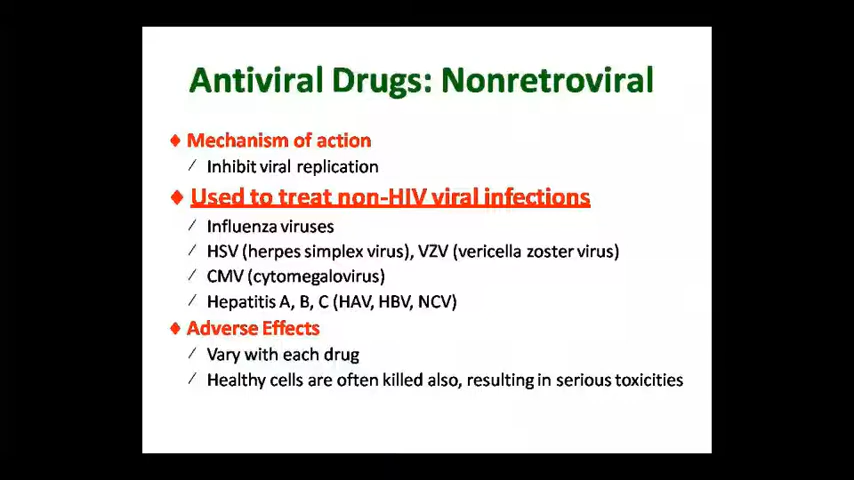 Antiviral Drugs: Nonretroviral
♦ Mechanism of action
∕ Inhibit viral replication
♦ Used to treat non-HIV viral infections
∕ Influenza viruses
∕ HSV (herpes simplex virus), VZV (vericella zoster virus)
∕ CMV (cytomegalovirus)
∕ Hepatitis A, B, C (HAV, HBV, NCV)
♦ Adverse Effects
∕ Vary with each drug
∕ Healthy cells are often killed also, resulting in serious toxicities